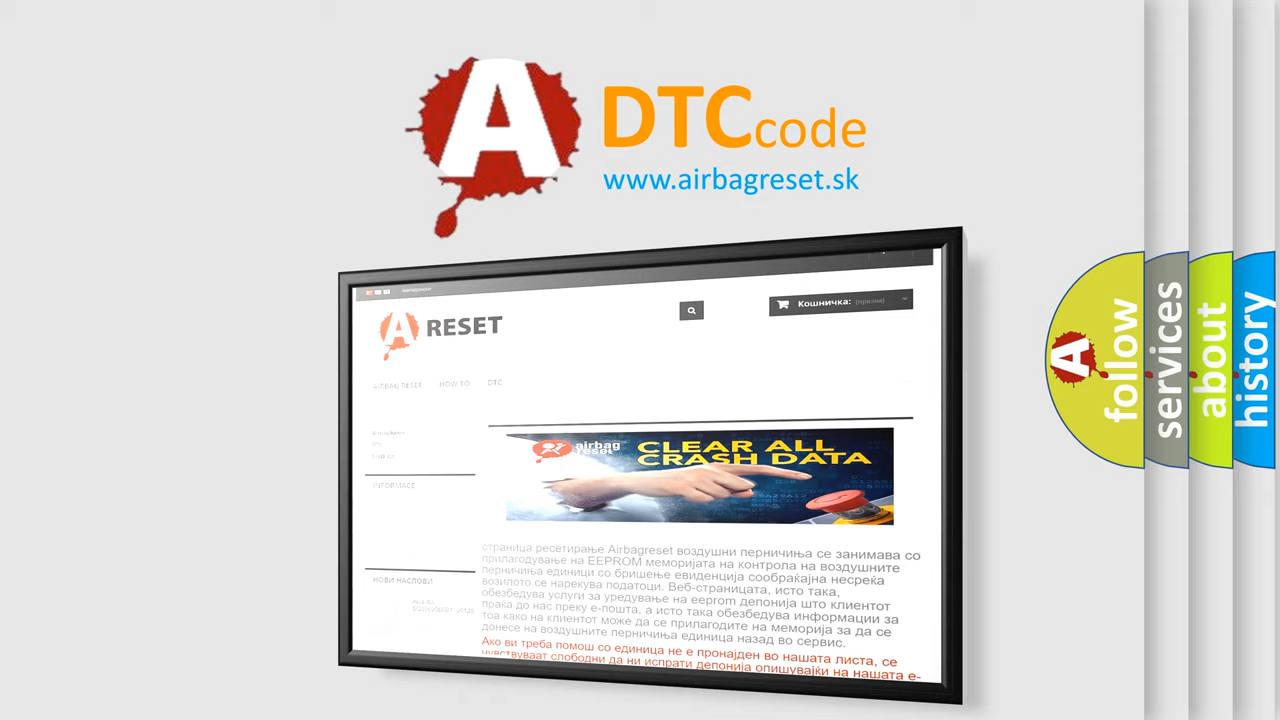 A DTC code
www.airbagreset.sk
Кошничка: (празна)
A RESET
AIRBAG RESET HOW TO DTC
airbag reset
CLEAR ALL
CRASH DATA
INFORMACE
страница ресетирање Airbagreset воздушни перничиња се занимава со
прилагодување на EEPROM меморијата на контрола на воздушните
перничиња единици со бришење евиденција сообраќајна несреќа
возилото се нарекува податоци. Веб-страницата, исто така,
обезбедува услуги за уредување на eeprom депонија што клиентот
праќа до нас преку е-пошта, а исто така обезбедува информации за
тоа како на клиентот може да се прилагодите на меморија за да се
донесе на воздушните перничиња единица назад во сервис.
Ако ви треба помош со единица не е пронајден во нашата листа, се
чувствуваат слободни да ни испрати депонија опишувајќи на нашата е-
НОВИ НАСЛОВИ
A
follow
services
about
history